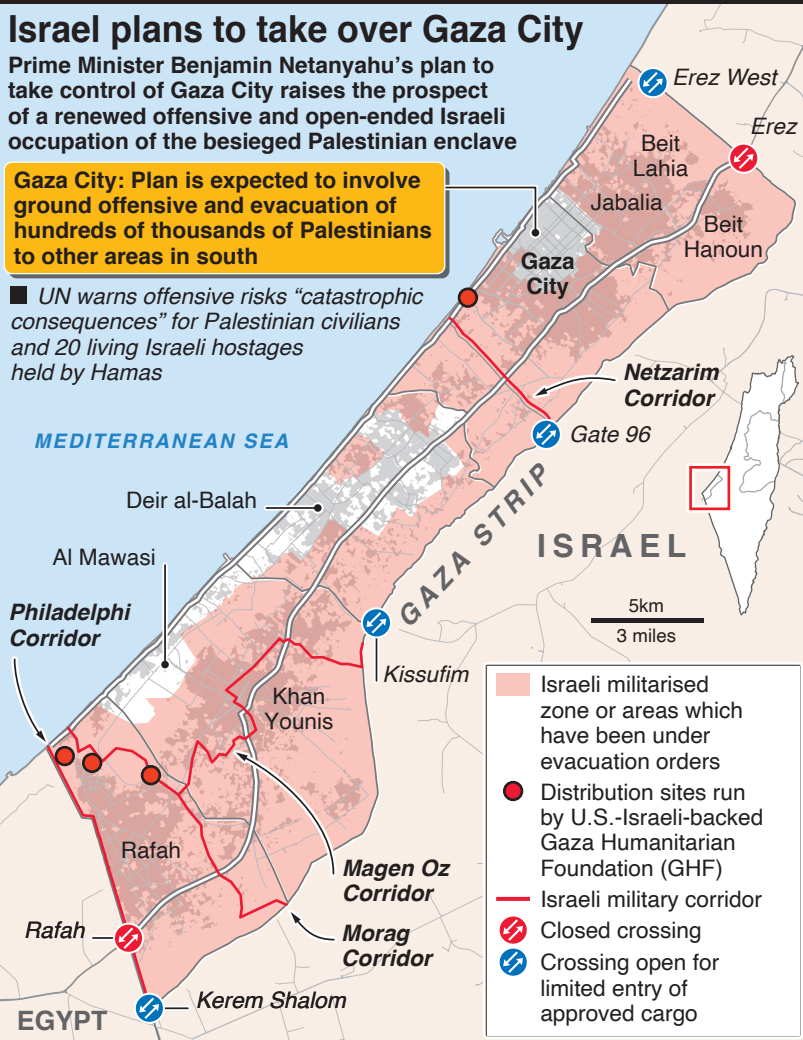 Israel plans to take over Gaza City
Prime Minister Benjamin Netanyahu's plan to
take control of Gaza City raises the prospect
of a renewed offensive and open-ended Israeli
occupation of the besieged Palestinian enclave
Gaza City: Plan is expected to involve
ground offensive and evacuation of
hundreds of thousands of Palestinians
to other areas in south
UN warns offensive risks “catastrophic
consequences” for Palestinian civilians
and 20 living Israeli hostages
held by Hamas
Erez West
Erez
Beit
Lahia
Jabalia
Beit
Hanoun
Gaza
City
Netzarim
Corridor
Gate 96
MEDITERRANEAN SEA
Deir al-Balah
Al Mawasi
GAZA STRIP
ISRAEL
5km
3 miles
Philadelphi
Corridor
Kissufim
Khan
Younis
Rafah
Magen Oz
Corridor
Morag
Corridor
Rafah
Kerem Shalom
EGYPT
Israeli militarised
zone or areas which
have been under
evacuation orders
Distribution sites run
by U.S.-Israeli-backed
Gaza Humanitarian
Foundation (GHF)
Israeli military corridor
Closed crossing
Crossing open for
limited entry of
approved cargo